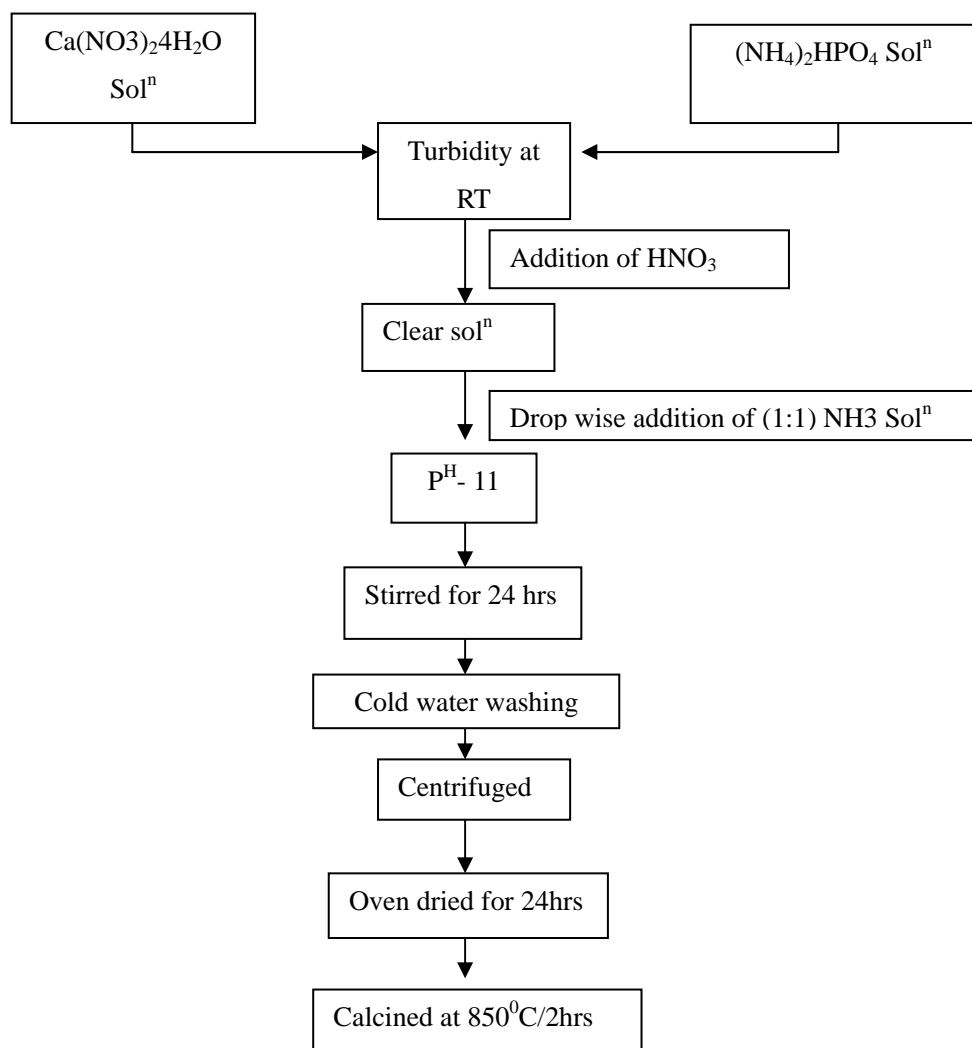 Ca(NO3)₂4H₂O
Solⁿ
(NH₄)₂HPO₄ Solⁿ
Turbidity at
RT
Addition of HNO₃
Clear solⁿ
Drop wise addition of (1:1) NH3 Solⁿ
Pᴴ- 11
Stirred for 24 hrs
Cold water washing
Centrifuged
Oven dried for 24hrs
Calcined at 850⁰C/2hrs